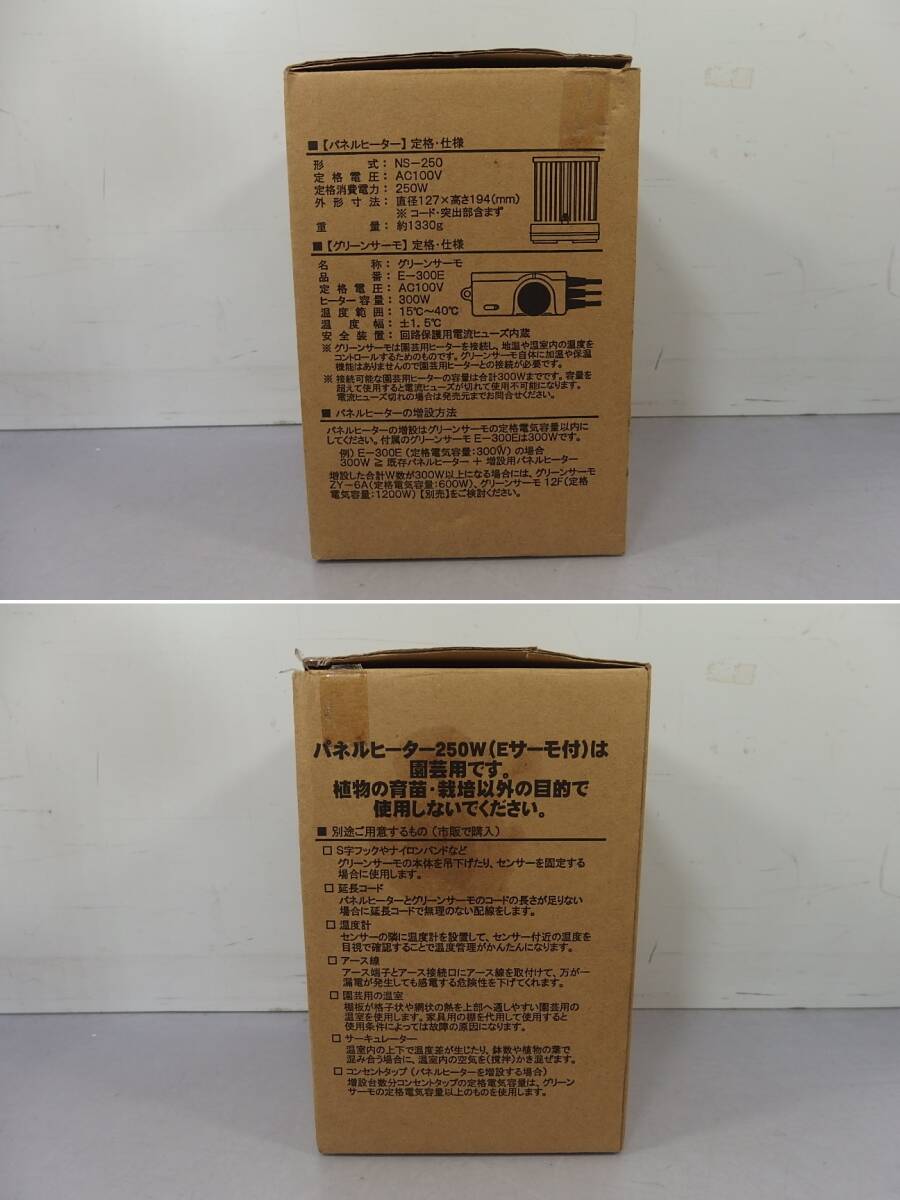 ■【パネルヒーター】定格・仕様
形式：NS-250
定格電圧：AC100V
定格消費電力：250W
外形寸法：直径127×高さ194(mm)
※コード・突出部含まず
重量：約1330g
■【グリーンサーモ】定格・仕様
名称：グリーンサーモ
品番：E-300E
定格電圧：AC100V
ヒーター容量：300W
温度範囲：15℃～40℃
温度幅：±1.5℃
安全装置：回路保護用電流ヒューズ内蔵
※グリーンサーモは園芸用ヒーターを接続し、地温や温室内の温度を
コントロールするためのものです。グリーンサーモ自体に加温や保温
機能はありませんので園芸用ヒーターとの接続が必要です。
※接続可能な園芸用ヒーターの容量は合計300Wまでです。容量を
超えて使用すると電流ヒューズが切れて使用不可能になります。
電流ヒューズ切れの場合は発売元までお問合せください。
■パネルヒーターの増設方法
パネルヒーターの増設はグリーンサーモの定格電気容量以内に
してください。付属のグリーンサーモE-300Eは300Wです。
例）E-300E（定格電気容量：300W）の場合
300W ≧ 既存パネルヒーター ＋ 増設用パネルヒーター
増設した合計W数が300W以上になる場合には、グリーンサーモ
ZY-6A(定格電気容量：600W)、グリーンサーモ12F(定格
電気容量：1200W)【別売】をご検討ください。
パネルヒーター250W(Eサーモ付)は
園芸用です。
植物の育苗・栽培以外の目的で
使用しないでください。
■別途ご用意するもの（市販で購入）
□S字フックやナイロンバンドなど
グリーンサーモの本体を吊下げたり、センサーを固定する
場合に使用します。
□延長コード
パネルヒーターとグリーンサーモのコードの長さが足りない
場合に延長コードで無理のない配線をします。
□温度計
センサーの隣に温度計を設置して、センサー付近の温度を
目視で確認することで温度管理がかんたんになります。
□アース線
アース端子とアース接続口にアース線を取付けて、万が一
漏電が発生しても感電する危険性を下げてくれます。
□園芸用の温室
棚板が格子状や網状の熱を上部へ通しやすい園芸用の
温室を使用します。家具用の棚を代用して使用すると
使用条件によっては故障の原因になります。
□サーキュレーター
温室内の上下で温度差が生じたり、鉢数や植物の葉で
混み合う場合に、温室内の空気を(撹拌)かき混ぜます。
□コンセントタップ（パネルヒーターを増設する場合）
増設台数分コンセントタップの定格電気容量は、グリーン
サーモの定格電気容量以上のものを使用します。